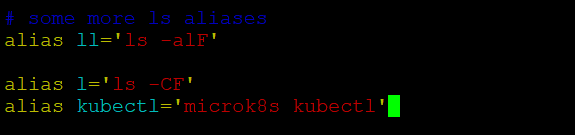 # some more ls aliases
alias ll='ls -alF'
alias l='ls -CF'
alias kubectl='microk8s kubectl'